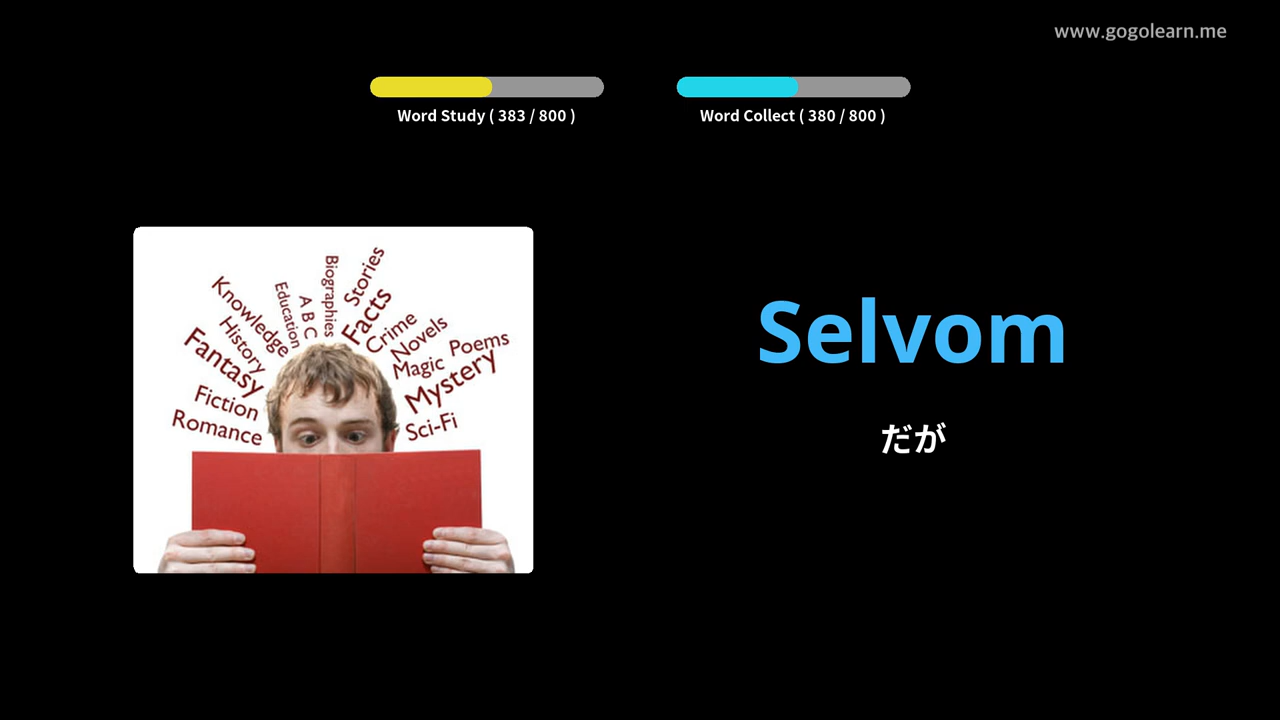 www.gogolearn.me
Word Study ( 383 / 800 )
Word Collect ( 380 / 800 )
Biographies
Stories
Education
A B C
Facts
Knowledge
Crime
History
Novels
Fantasy
Magic
Poems
Mystery
Fiction
Romance
Sci-Fi
Selvom
だが